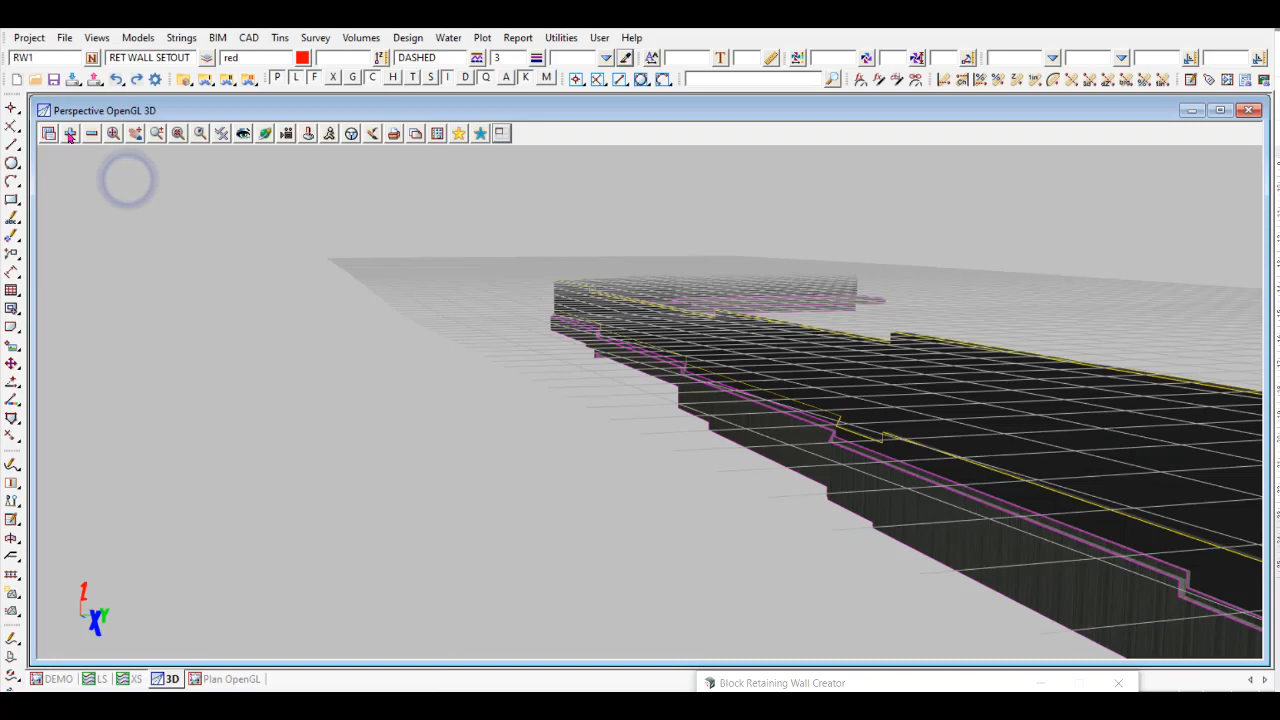 Project File Views Models Strings BIM CAD Tins Survey Volumes Design Water Plot Report Utilities User Help
RW1 N RET WALL SETOUT red DASHED 3 T
P L F X G C H T S I D Q A K M
Perspective OpenGL 3D
Z
X Y
DEMO LS XS 3D Plan OpenGL
Block Retaining Wall Creator